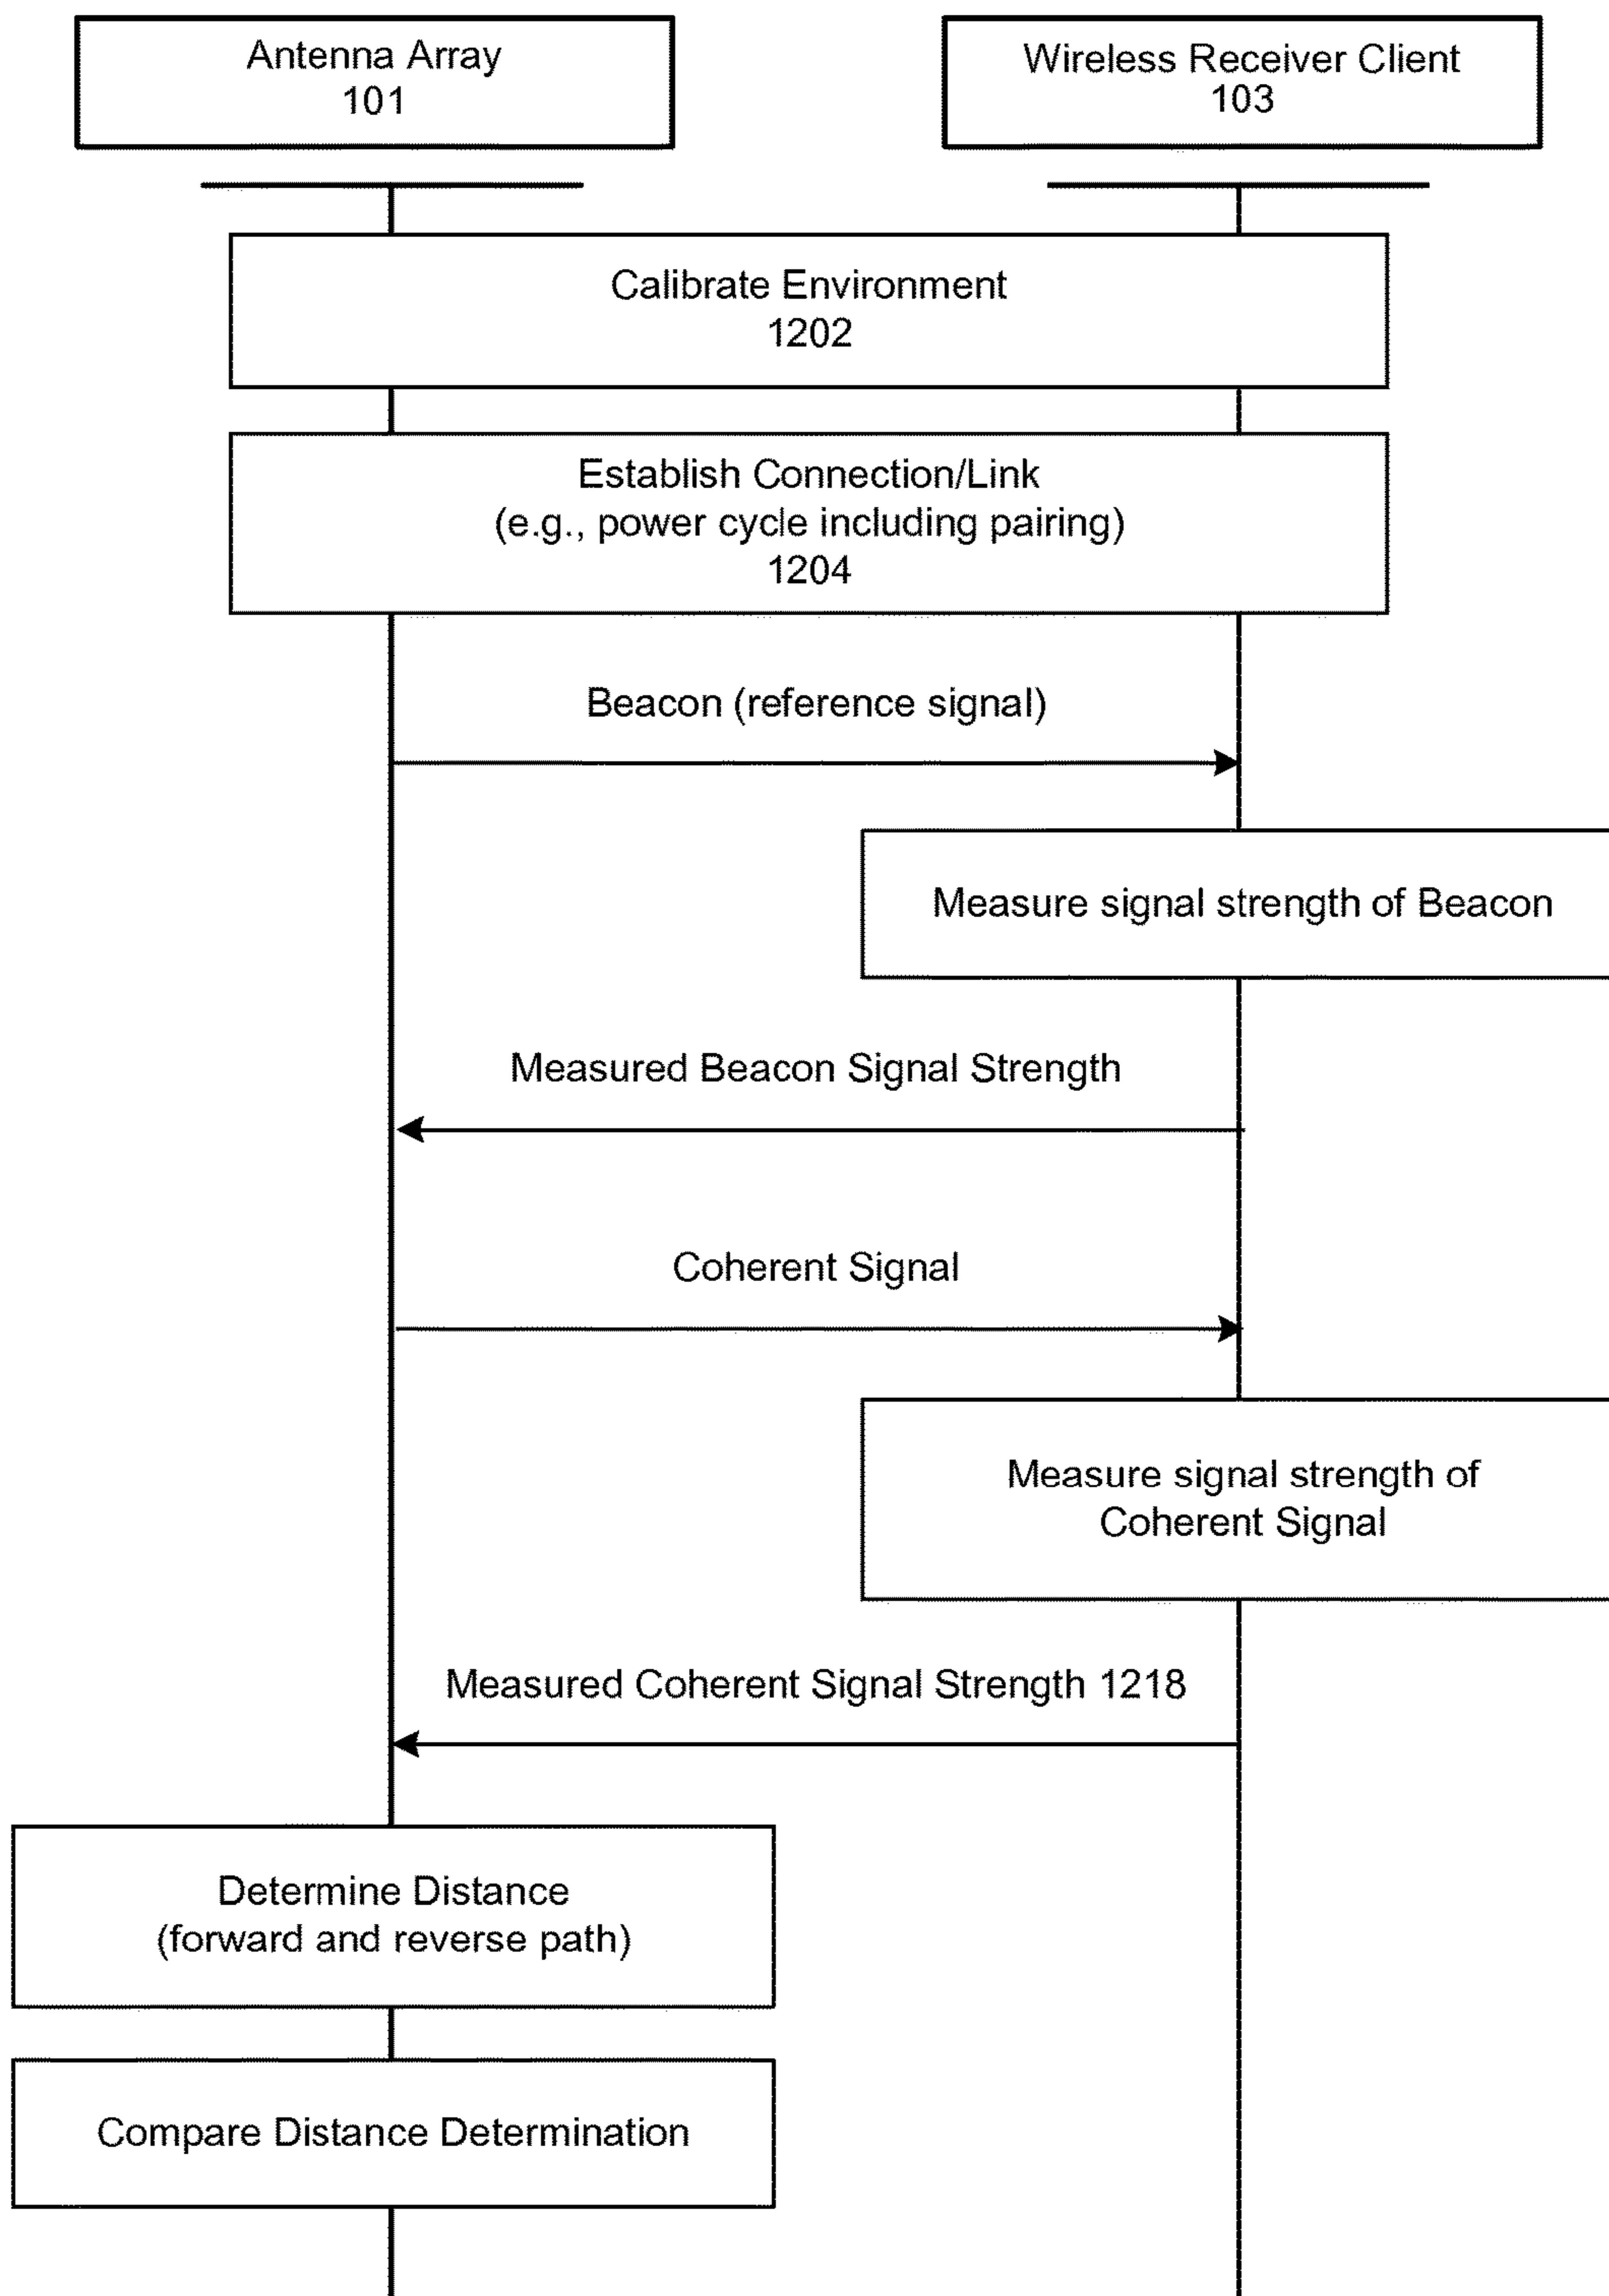 Antenna Array
101
Wireless Receiver Client
103
Calibrate Environment
1202
Establish Connection/Link
(e.g., power cycle including pairing)
1204
Beacon (reference signal)
Measure signal strength of Beacon
Measured Beacon Signal Strength
Coherent Signal
Measure signal strength of
Coherent Signal
Measured Coherent Signal Strength 1218
Determine Distance
(forward and reverse path)
Compare Distance Determination